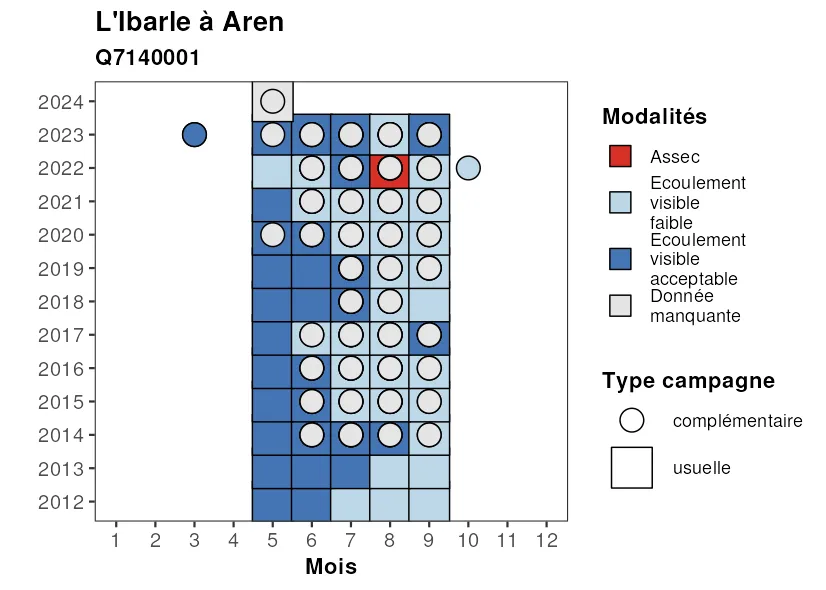 L'Ibarle à Aren
Q7140001
2024
2023
2022
2021
2020
2019
2018
2017
2016
2015
2014
2013
2012
1 2 3 4 5 6 7 8 9 10 11 12
Mois
Modalités
Assec
Ecoulement
visible
faible
Ecoulement
visible
acceptable
Donnée
manquante
Type campagne
complémentaire
usuelle